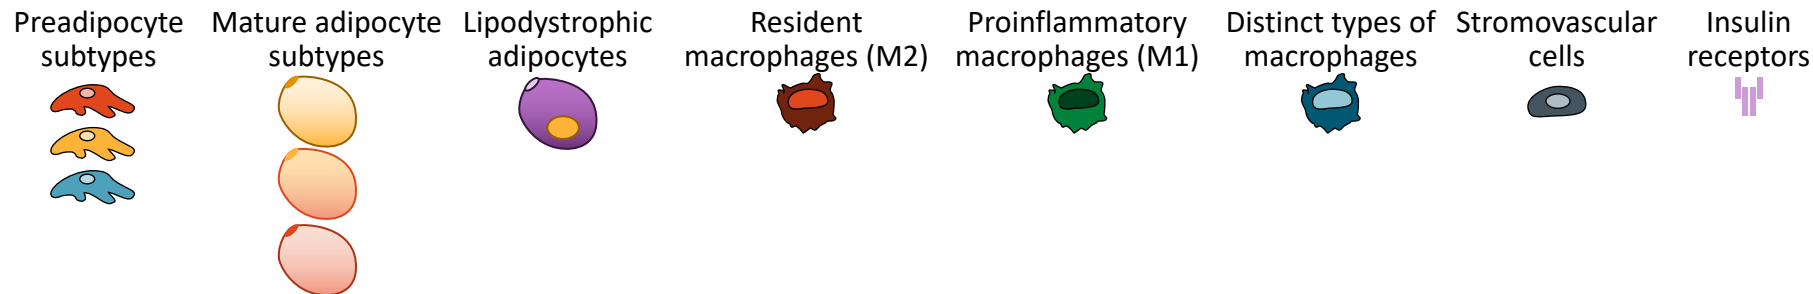 Preadipocyte
subtypes
Mature adipocyte
subtypes
Lipodystrophic
adipocytes
Resident
macrophages (M2)
Proinflammatory
macrophages (M1)
Distinct types of
macrophages
Stromovascular
cells
Insulin
receptors